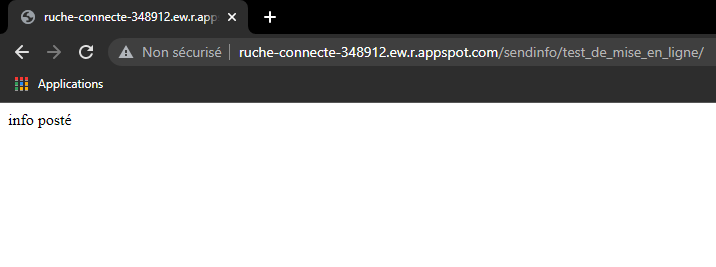 ruche-connecte-348912.ew.r.app
Non sécurisé ruche-connecte-348912.ew.r.appspot.com/sendinfo/test_de_mise_en_ligne/
Applications
info posté